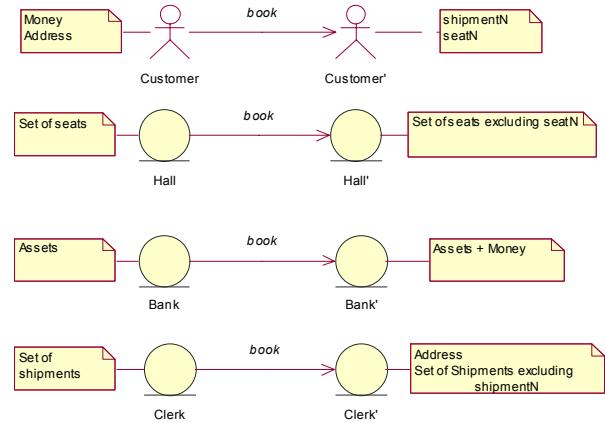 Money
Address
book
shipmentN
seatN
Customer
Customer'
Set of seats
book
Set of seats excluding seatN
Hall
Hall'
Assets
book
Assets + Money
Bank
Bank'
Set of
shipments
book
Address
Set of Shipments excluding
shipmentN
Clerk
Clerk'